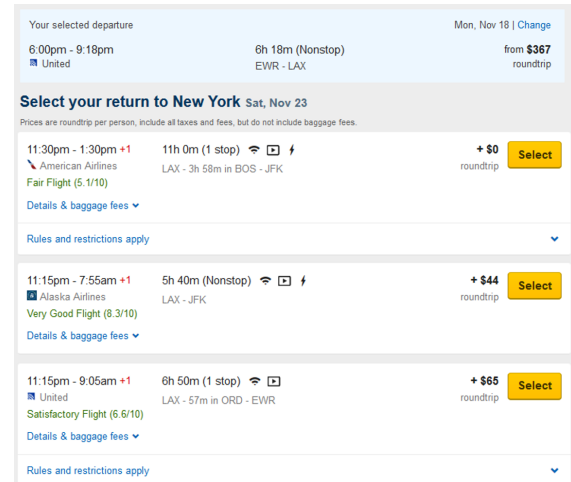 Your selected departure
Mon, Nov 18 | Change
6:00pm - 9:18pm
6h 18m (Nonstop)
from $367
United
EWR - LAX
roundtrip
Select your return to New York Sat, Nov 23
Prices are roundtrip per person, include all taxes and fees, but do not include baggage fees.
11:30pm - 1:30pm +1
11h 0m (1 stop)
+ $0
Select
American Airlines
LAX - 3h 58m in BOS - JFK
roundtrip
Fair Flight (5.1/10)
Details & baggage fees
Rules and restrictions apply
11:15pm - 7:55am +1
5h 40m (Nonstop)
+ $44
Select
Alaska Airlines
LAX - JFK
roundtrip
Very Good Flight (8.3/10)
Details & baggage fees
11:15pm - 9:05am +1
6h 50m (1 stop)
+ $65
Select
United
LAX - 57m in ORD - EWR
roundtrip
Satisfactory Flight (6.6/10)
Details & baggage fees
Rules and restrictions apply